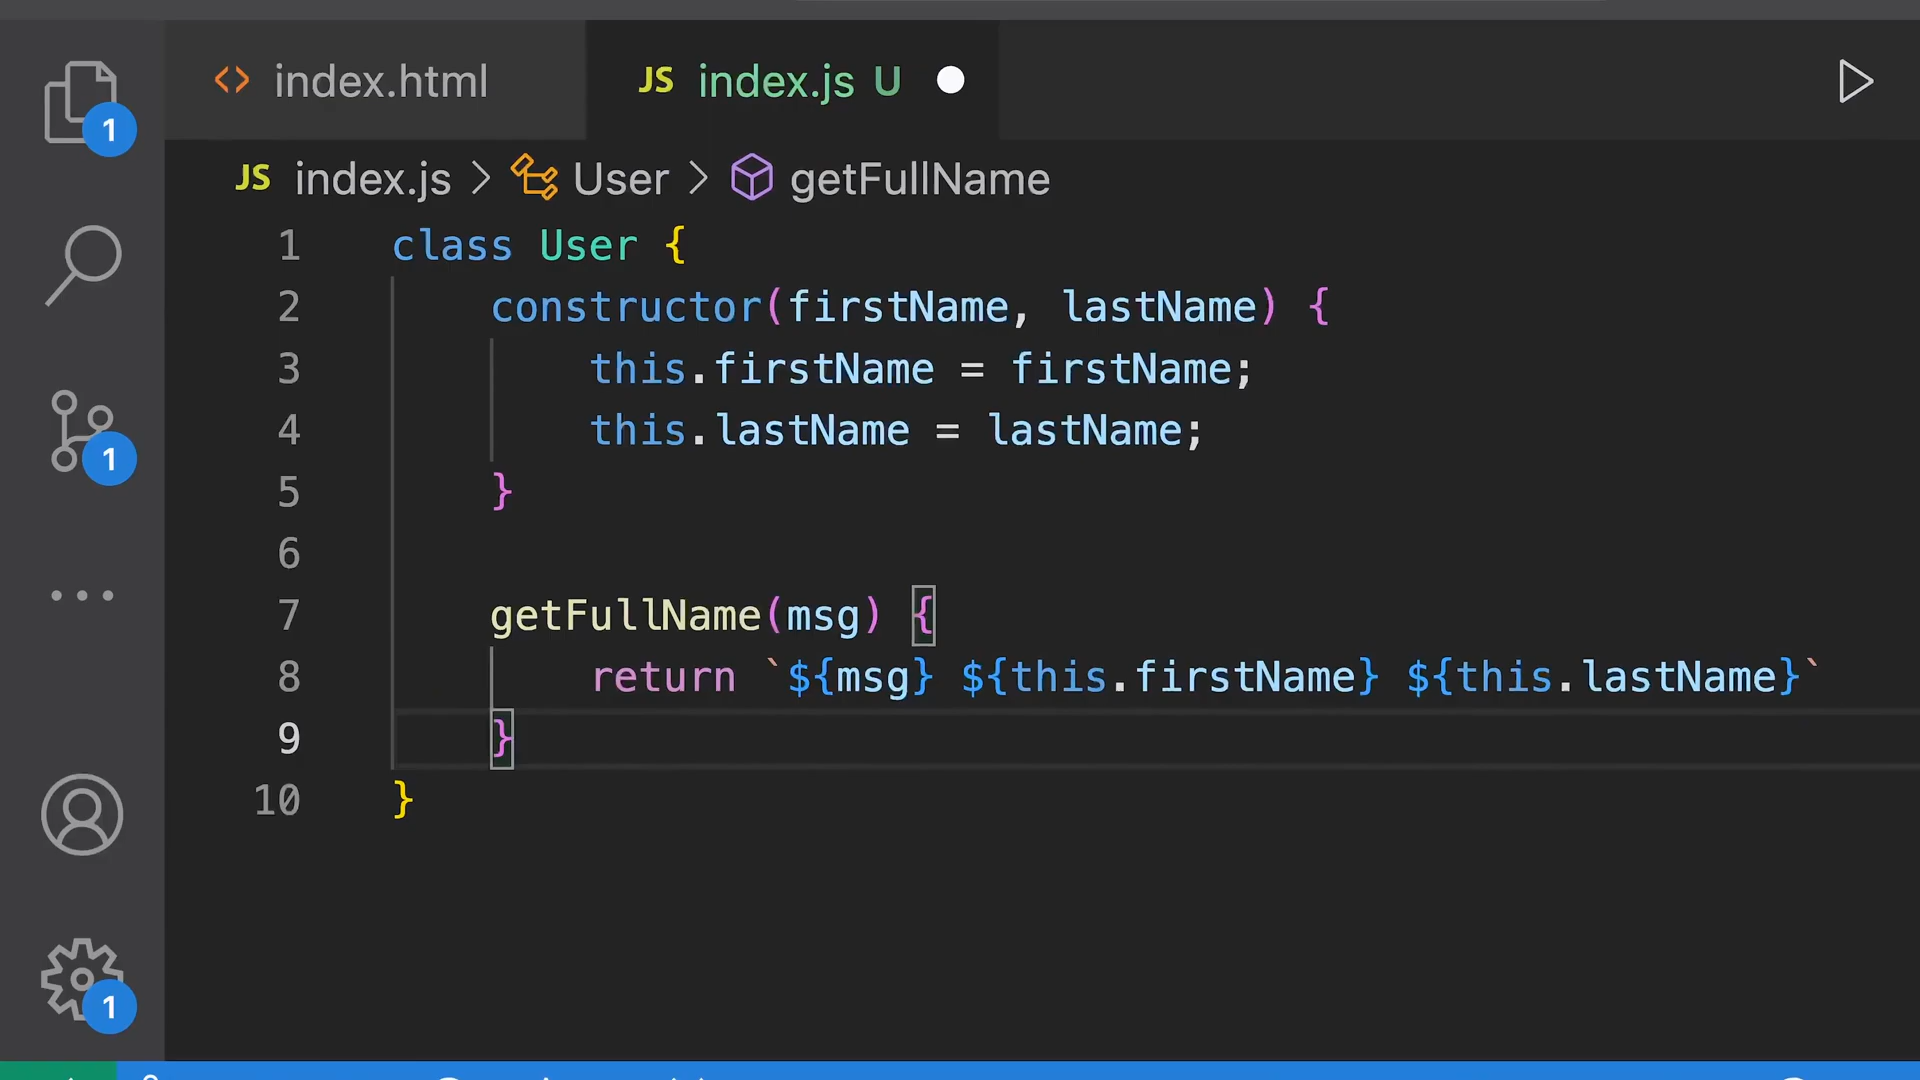 index.html
JS index.js U
JS index.js > User > getFullName
1 class User {
2 constructor(firstName, lastName) {
3 this.firstName = firstName;
4 this.lastName = lastName;
5 }
6
7 getFullName(msg) {
8 return `${msg} ${this.firstName} ${this.lastName}`
9 }
10 }
1
1
1